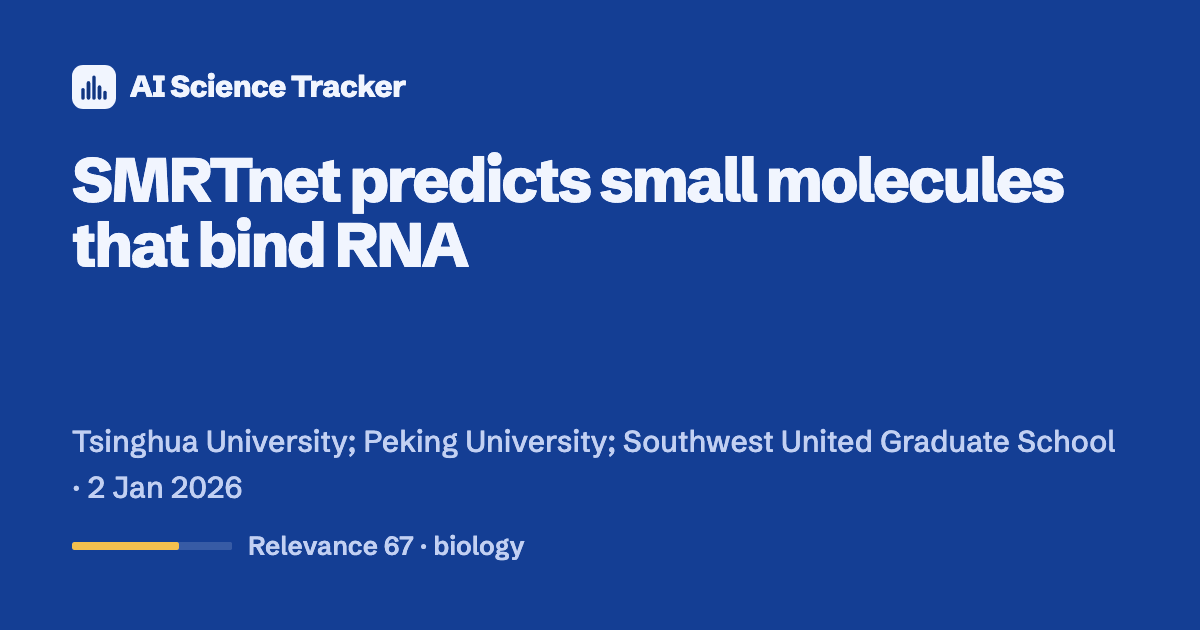 AI Science Tracker
SMRTnet predicts small molecules
that bind RNA
Tsinghua University; Peking University; Southwest United Graduate School
· 2 Jan 2026
Relevance 67 · biology